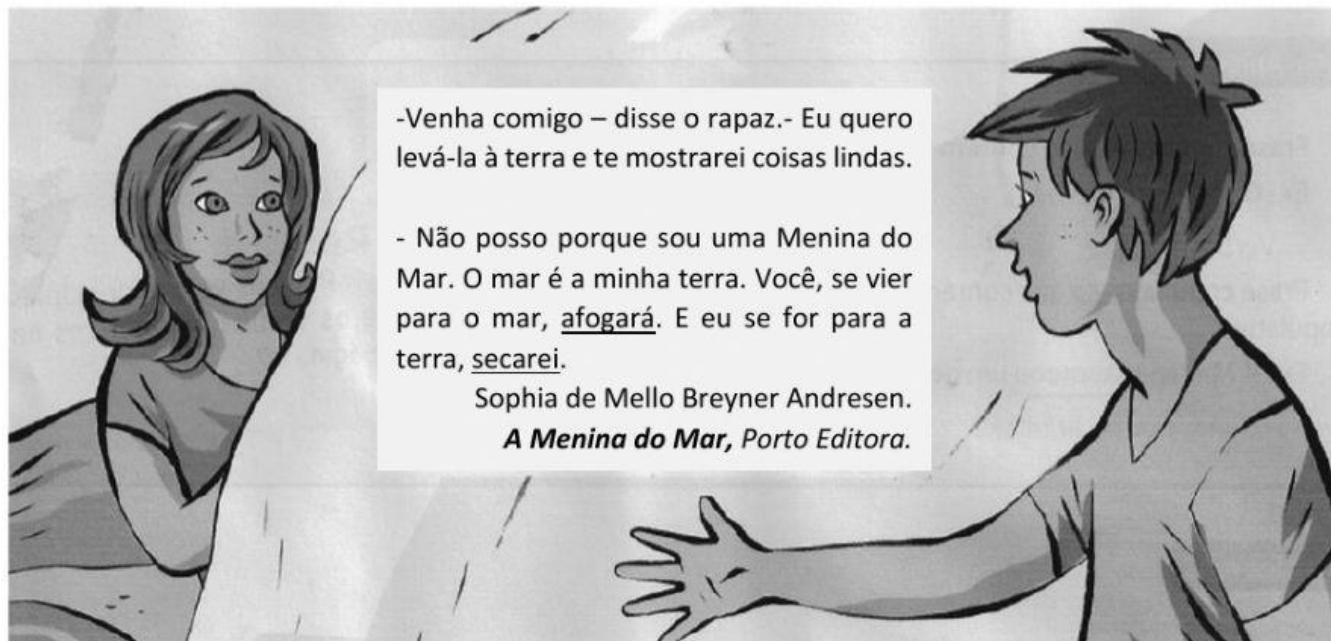 -Venha comigo – disse o rapaz.- Eu quero
levá-la à terra e te mostrarei coisas lindas.
- Não posso porque sou uma Menina do
Mar. O mar é a minha terra. Você, se vier
para o mar, afogará. E eu se for para a
terra, secarei.
Sophia de Mello Breyner Andresen.
A Menina do Mar, Porto Editora.